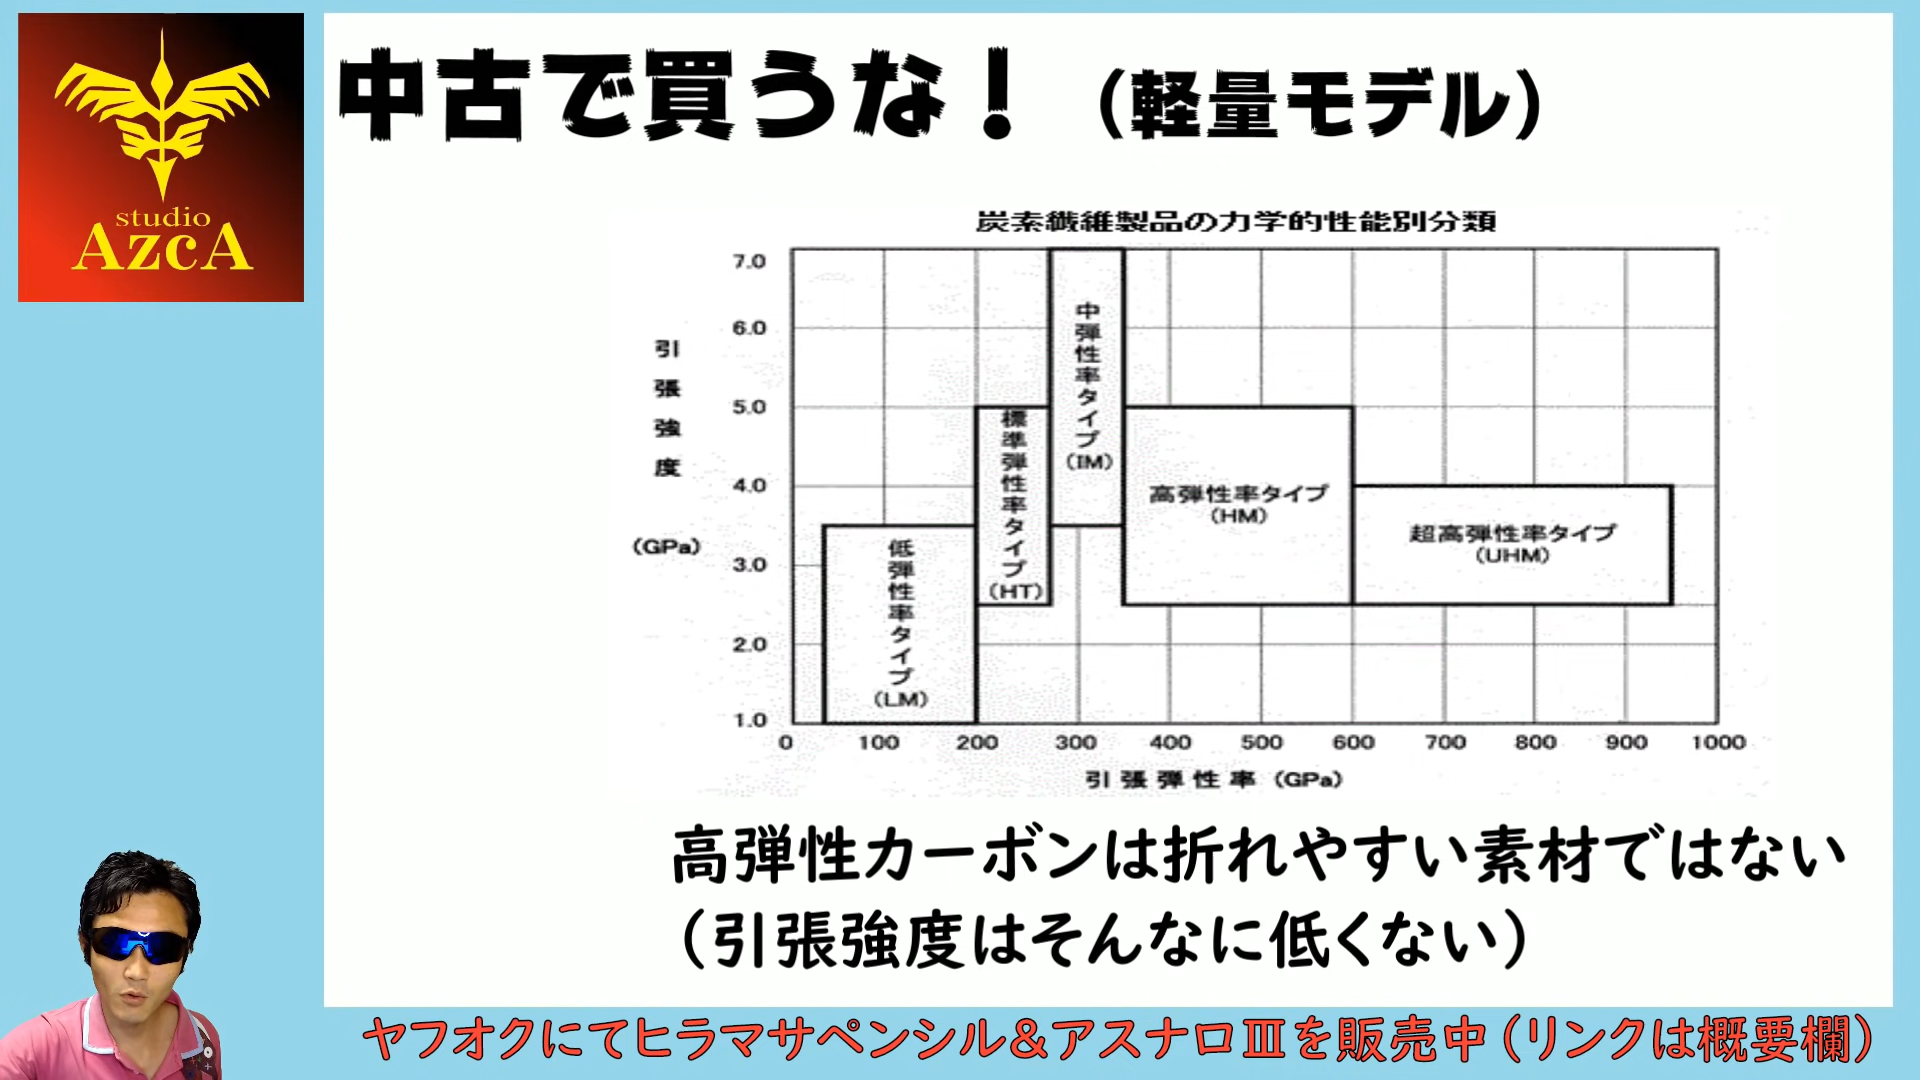 studio
AzcA
中古で買うな！（軽量モデル）
炭素繊維製品の力学的性能別分類
引張強度
（GPa）
7.0
6.0
5.0
4.0
3.0
2.0
1.0
中弾性率タイプ
（IM）
標準弾性率タイプ
（HT）
低弾性率タイプ
（LM）
高弾性率タイプ
（HM）
超高弾性率タイプ
（UHM）
0 100 200 300 400 500 600 700 800 900 1000
引張弾性率（GPa）
高弾性カーボンは折れやすい素材ではない
（引張強度はそんなに低くない）
ヤフオクにてヒラマサペンシル＆アスナロⅢを販売中（リンクは概要欄）